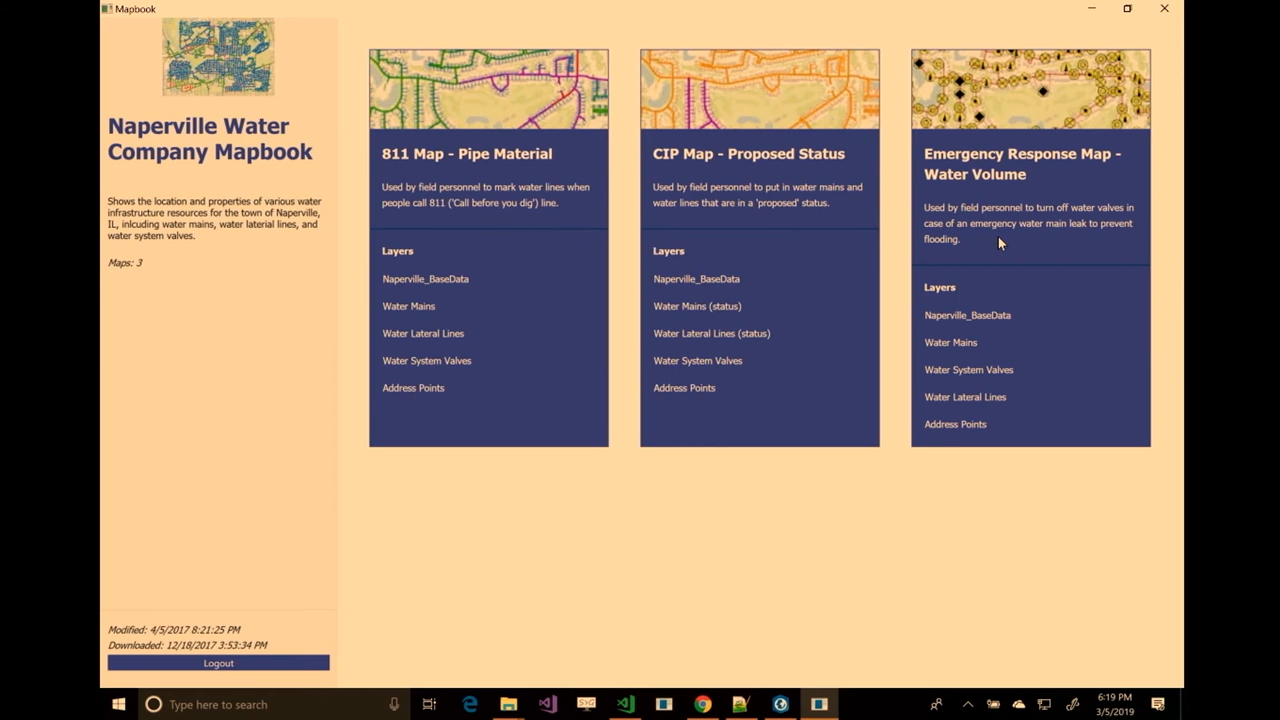 Mapbook
Naperville Water
Company Mapbook
Shows the location and properties of various water
infrastructure resources for the town of Naperville,
IL, inlcuding water mains, water laterial lines, and
water system valves.
Maps: 3
Modified: 4/5/2017 8:21:25 PM
Downloaded: 12/18/2017 3:53:34 PM
Logout
811 Map - Pipe Material
Used by field personnel to mark water lines when
people call 811 ('Call before you dig') line.
Layers
Naperville_BaseData
Water Mains
Water Lateral Lines
Water System Valves
Address Points
CIP Map - Proposed Status
Used by field personnel to put in water mains and
water lines that are in a 'proposed' status.
Layers
Naperville_BaseData
Water Mains (status)
Water Lateral Lines (status)
Water System Valves
Address Points
Emergency Response Map -
Water Volume
Used by field personnel to turn off water valves in
case of an emergency water main leak to prevent
flooding.
Layers
Naperville_BaseData
Water Mains
Water System Valves
Water Lateral Lines
Address Points
Type here to search
6:19 PM
3/5/2019